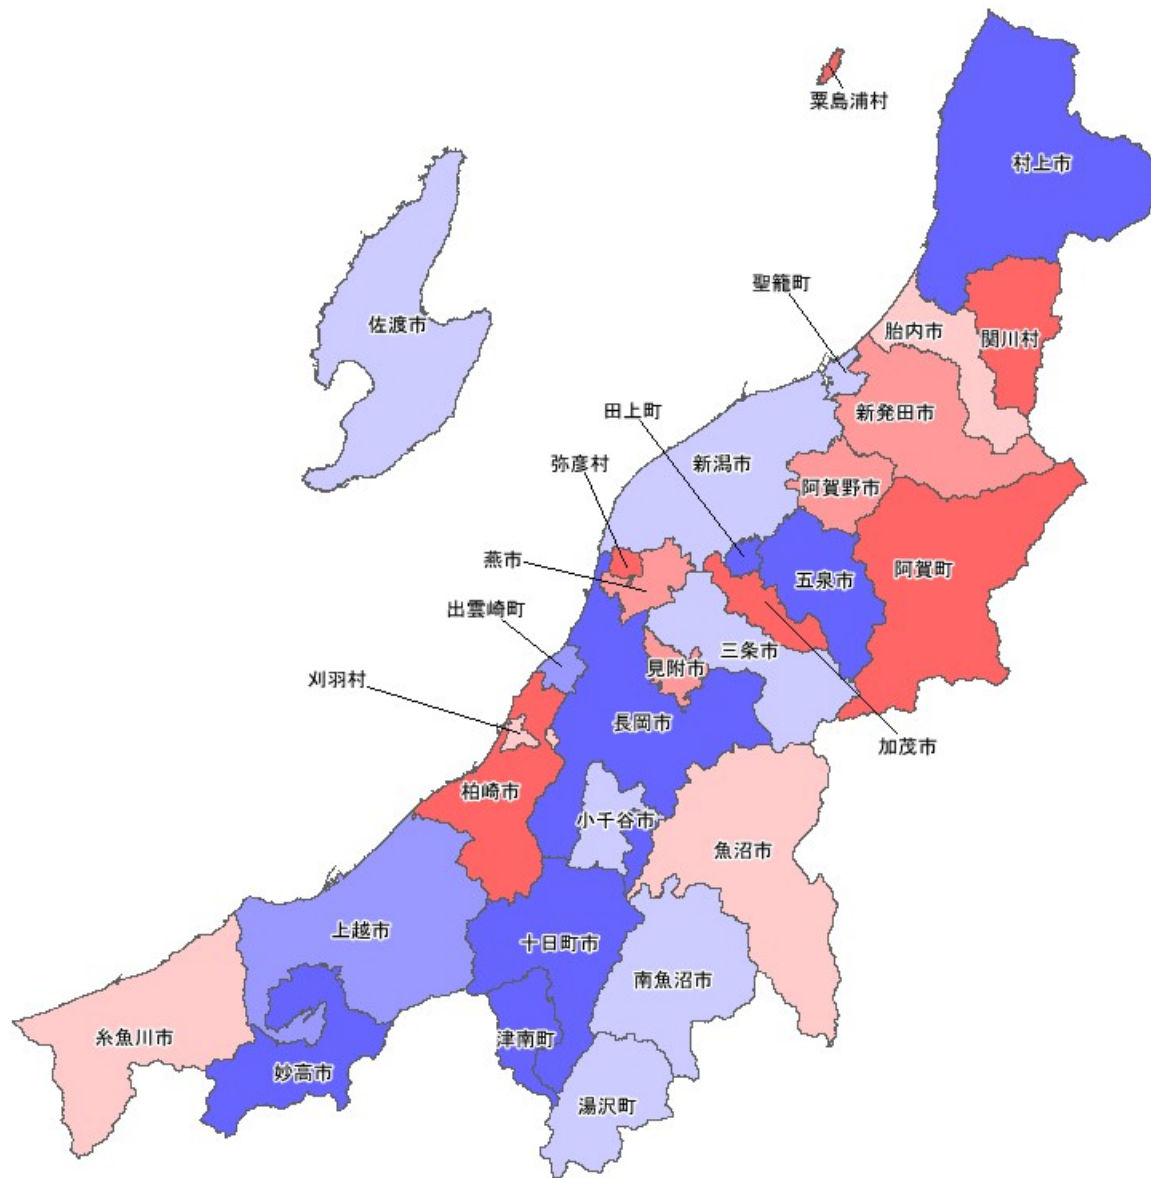 粟島浦村
村上市
聖籠町
佐渡市
胎内市
関川村
田上町
新発田市
弥彦村
新潟市
阿賀野市
燕市
阿賀町
五泉市
出雲崎町
三条市
見附市
刈羽村
長岡市
加茂市
柏崎市
小千谷市
魚沼市
上越市
十日町市
南魚沼市
糸魚川市
津南町
妙高市
湯沢町